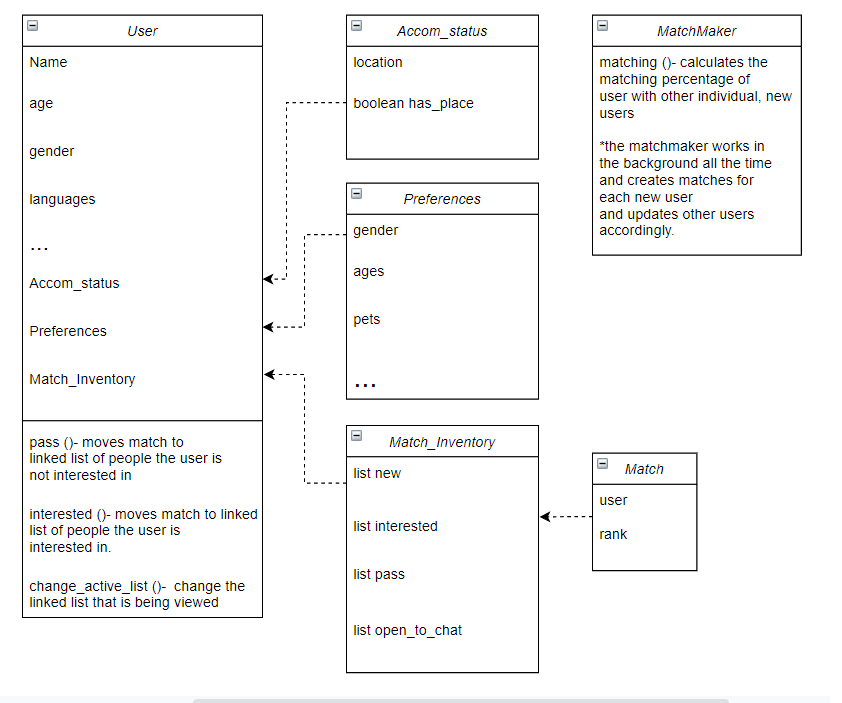 User
Name
age
gender
languages
...
Accom_status
Preferences
Match_Inventory
pass ()- moves match to
linked list of people the user is
not interested in
interested ()- moves match to linked
list of people the user is
interested in.
change_active_list ()- change the
linked list that is being viewed
Accom_status
location
boolean has_place
Preferences
gender
ages
pets
...
Match_Inventory
list new
list interested
list pass
list open_to_chat
MatchMaker
matching ()- calculates the
matching percentage of
user with other individual, new
users
*the matchmaker works in
the background all the time
and creates matches for
each new user
and updates other users
accordingly.
Match
user
rank